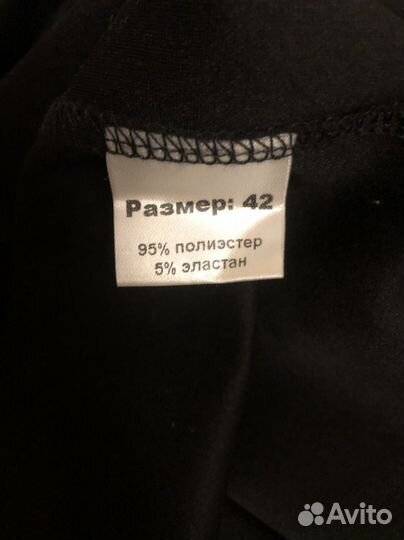 Размер: 42
95% полиэстер
5% эластан
Avito